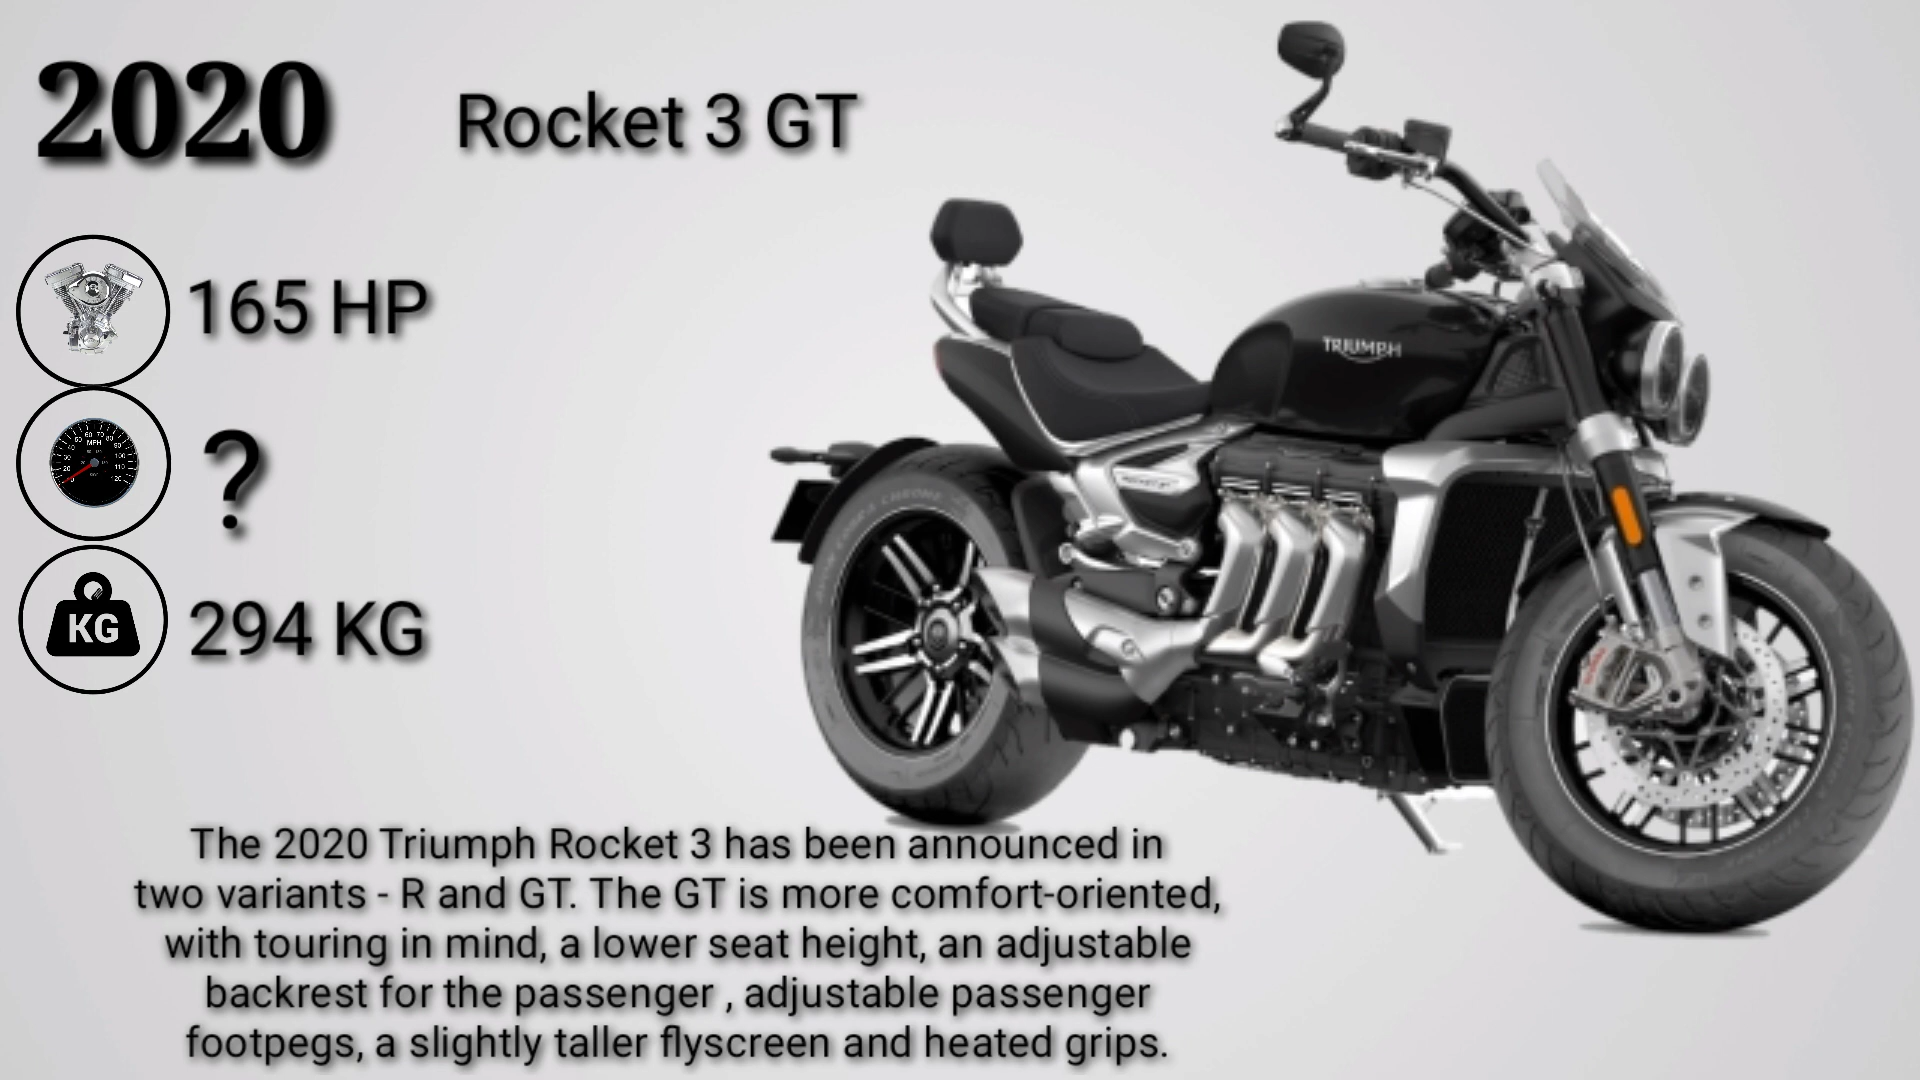 2020
Rocket 3 GT
165 HP
MPH
?
KG
294 KG
TRIUMPH
The 2020 Triumph Rocket 3 has been announced in
two variants - R and GT. The GT is more comfort-oriented,
with touring in mind, a lower seat height, an adjustable
backrest for the passenger , adjustable passenger
footpegs, a slightly taller flyscreen and heated grips.